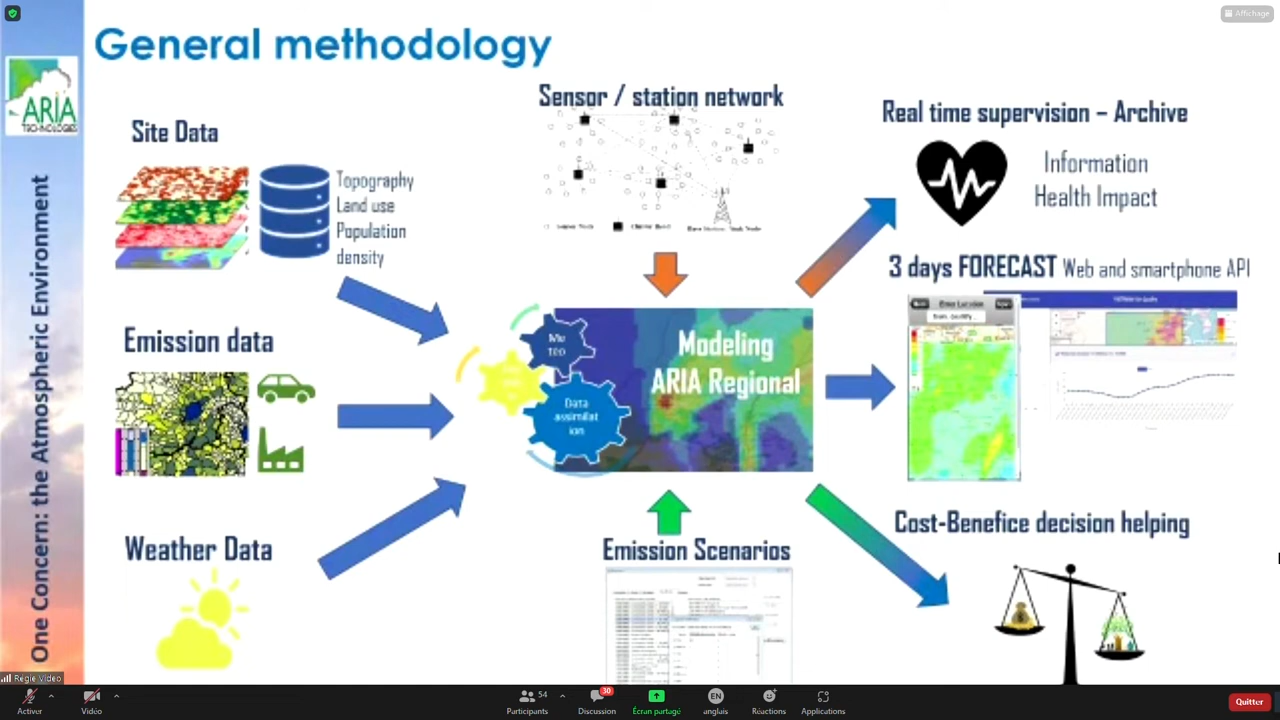 Affichage
General methodology
ARIA
TECHNOLOGIES
One Concern: the Atmospheric Environment
Site Data
Topography
Land use
Population
density
Emission data
Weather Data
Sensor / station network
Me
teo
Data
assimilat
ion
Modeling
ARIA Regional
Emission Scenarios
Real time supervision – Archive
Information
Health Impact
3 days FORECAST Web and smartphone API
Cost-Benefice decision helping
Régie Video
Activer
Vidéo
54
Participants
30
Discussion
Écran partagé
EN
anglais
Réactions
Applications
Quitter